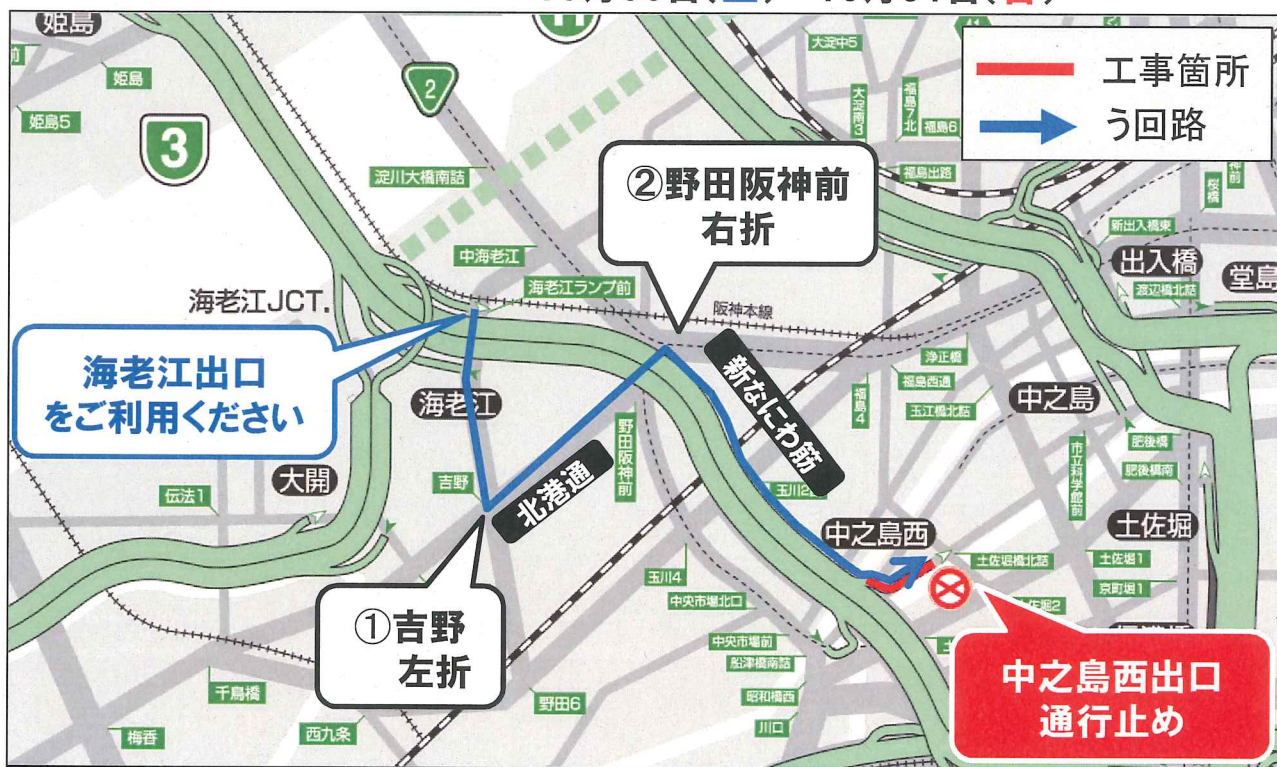 姫島
姫島
姫島5
3
2
淀川大橋南詰
大淀中5
大淀南3
福島7北
福島6
福島出路
工事箇所
う回路
②野田阪神前
右折
桜橋
新出入橋東
出入橋
渡辺橋北詰
堂島
中海老江
海老江ランプ前
阪神本線
海老江JCT.
海老江出口
をご利用ください
海老江
新なにわ筋
浄正橋
福島西通
福島4
玉江橋北詰
中之島
肥後橋
肥後橋南
市立科学館前
野田阪神前
大開
伝法1
吉野
北港通
中之島西
土佐堀
土佐堀橋北詰
土佐堀1
京町堀1
玉川4
中央市場北口
中央市場前
船津橋南詰
昭和橋西
川口
①吉野
左折
千鳥橋
梅香
西九条
野田6
中之島西出口
通行止め